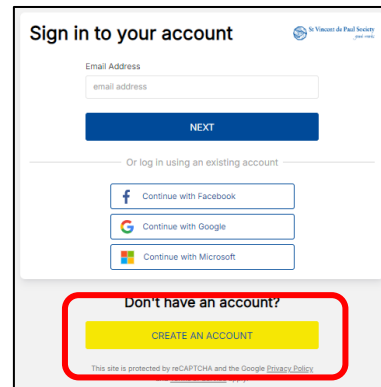 Sign in to your account
St Vincent de Paul Society
good works
Email Address
email address
NEXT
Or log in using an existing account
Continue with Facebook
Continue with Google
Continue with Microsoft
Don't have an account?
CREATE AN ACCOUNT
This site is protected by reCAPTCHA and the Google Privacy Policy